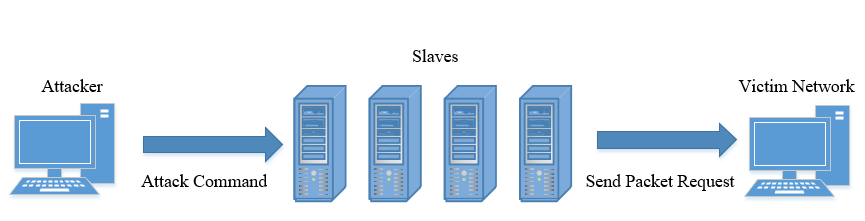 Slaves
Attacker
Victim Network
Attack Command
Send Packet Request